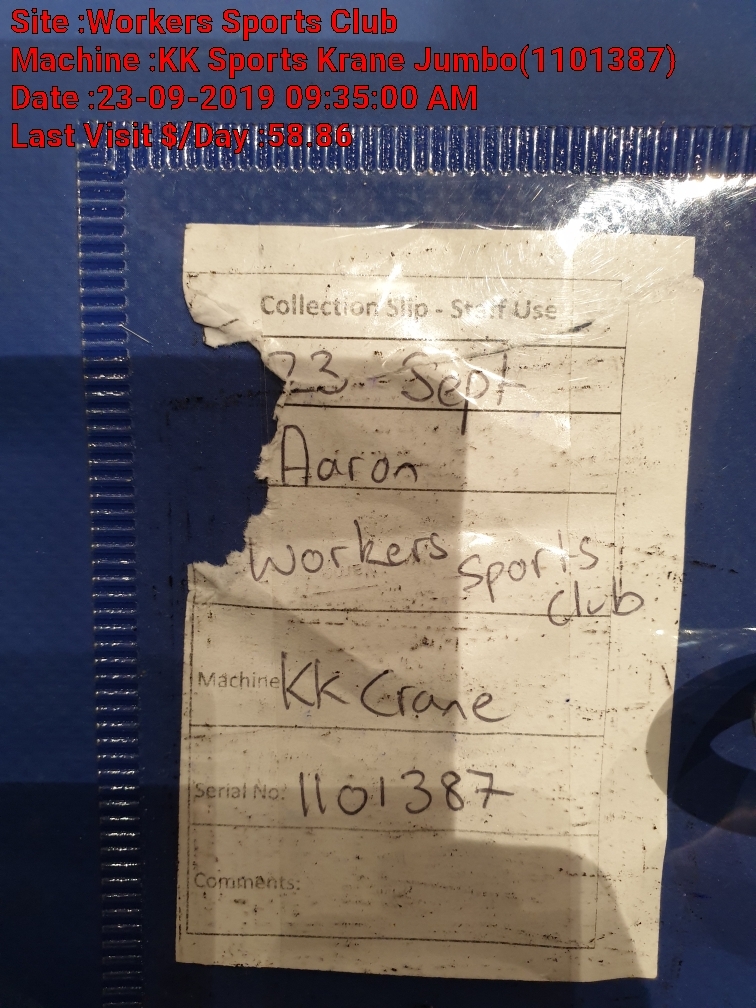 Site :Workers Sports Club
Machine :KK Sports Krane Jumbo(1101387)
Date :23-09-2019 09:35:00 AM
Last Visit $/Day :58.86
Collection Slip - Staff Use
23 - Sept
Aaron
Workers Sports
Club
Machine KK Crane
Serial No: 1101387
Comments: